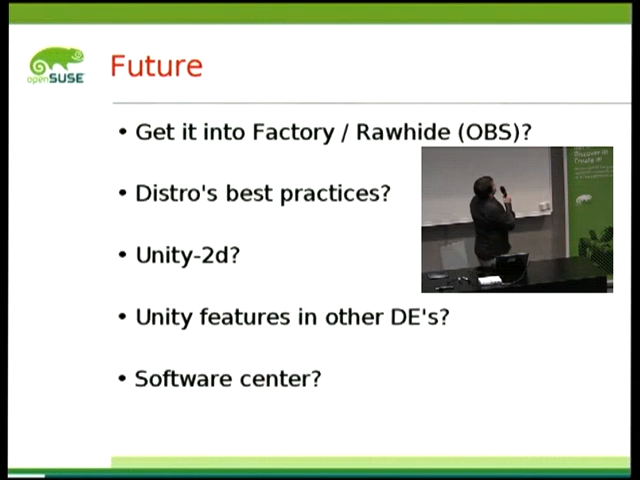 openSUSE
Future
• Get it into Factory / Rawhide (OBS)?
• Distro's best practices?
• Unity-2d?
• Unity features in other DE's?
• Software center?